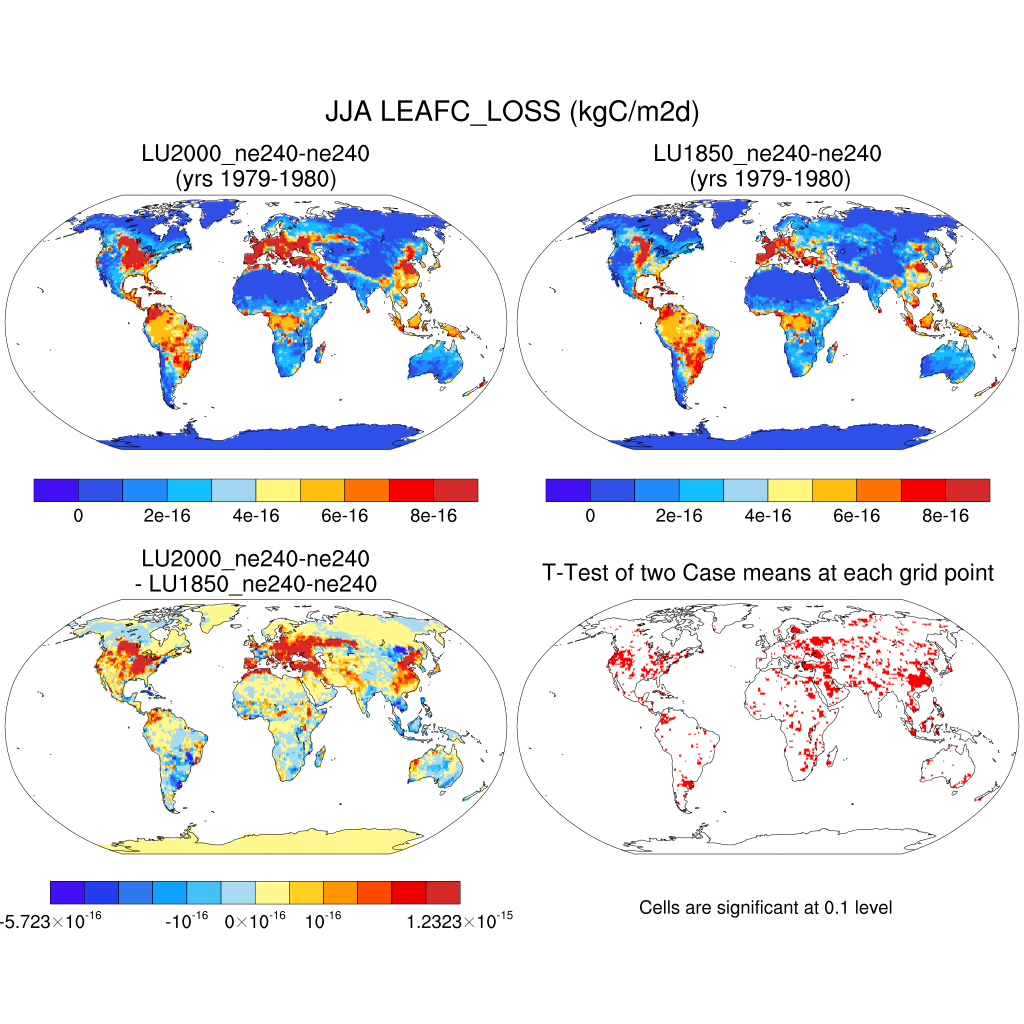 JJA LEAFC_LOSS (kgC/m2d)
LU2000_ne240-ne240
(yrs 1979-1980)
LU1850_ne240-ne240
(yrs 1979-1980)
0 2e-16 4e-16 6e-16 8e-16
0 2e-16 4e-16 6e-16 8e-16
LU2000_ne240-ne240
- LU1850_ne240-ne240
T-Test of two Case means at each grid point
-5.723×10^-16 -10^-16 0×10^-16 10^-16 1.2323×10^-15
Cells are significant at 0.1 level